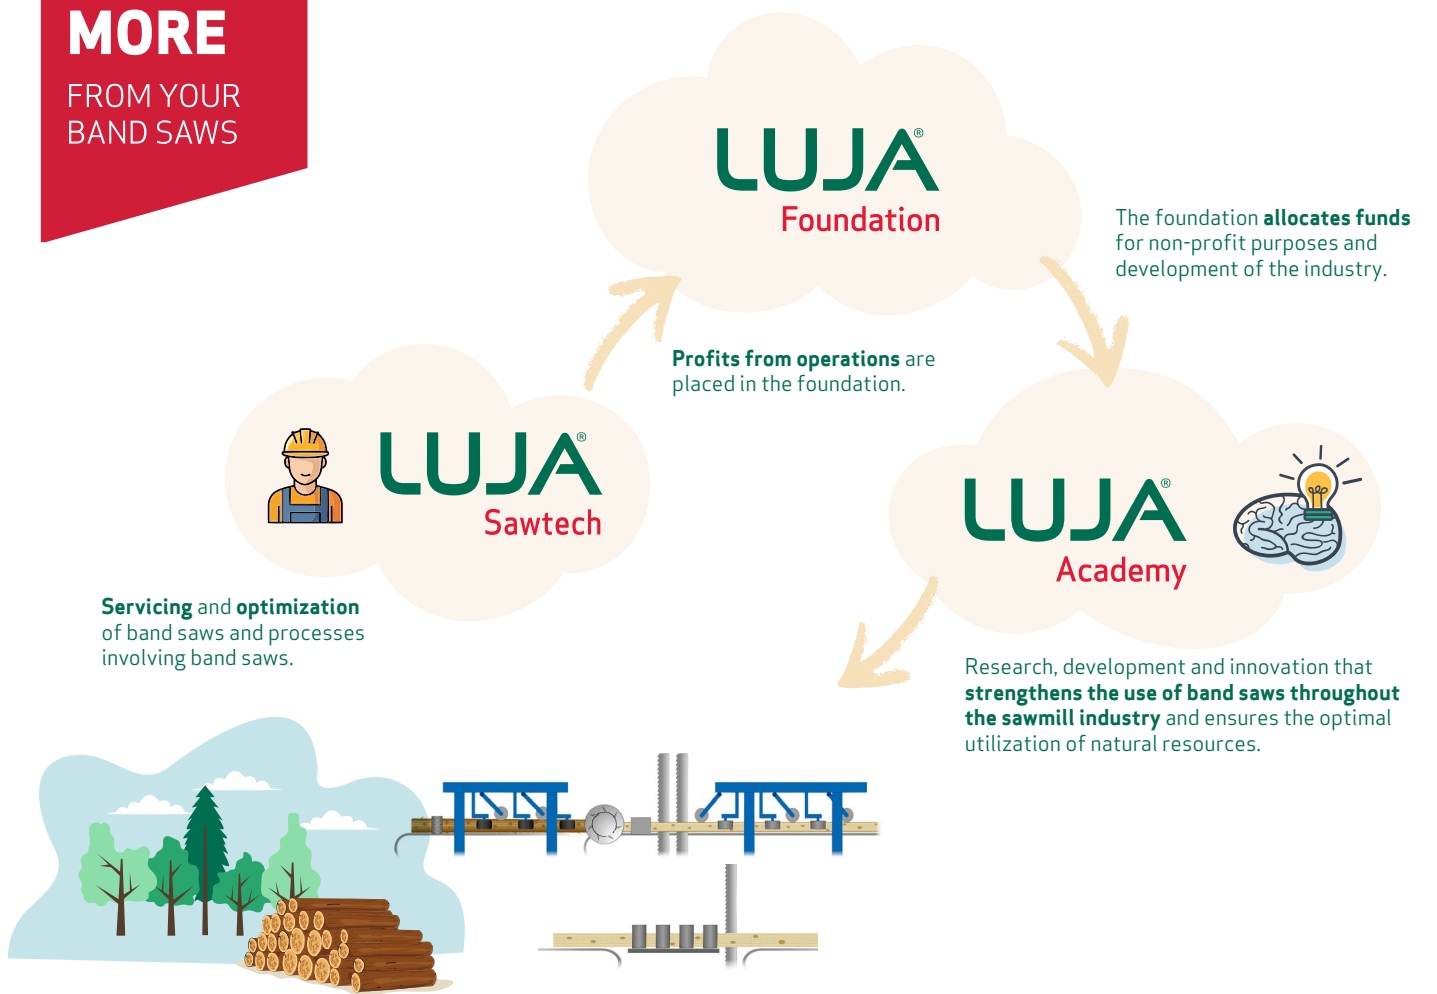 MORE
FROM YOUR
BAND SAWS
LUJA®
Foundation
The foundation allocates funds
for non-profit purposes and
development of the industry.
Profits from operations are
placed in the foundation.
LUJA®
Sawtech
LUJA®
Academy
Servicing and optimization
of band saws and processes
involving band saws.
Research, development and innovation that
strengthens the use of band saws throughout
the sawmill industry and ensures the optimal
utilization of natural resources.